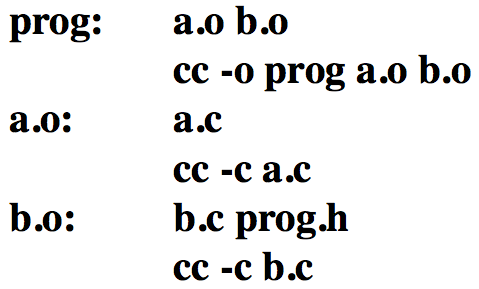 prog: a.o b.o
cc -o prog a.o b.o
a.o: a.c
cc -c a.c
b.o: b.c prog.h
cc -c b.c